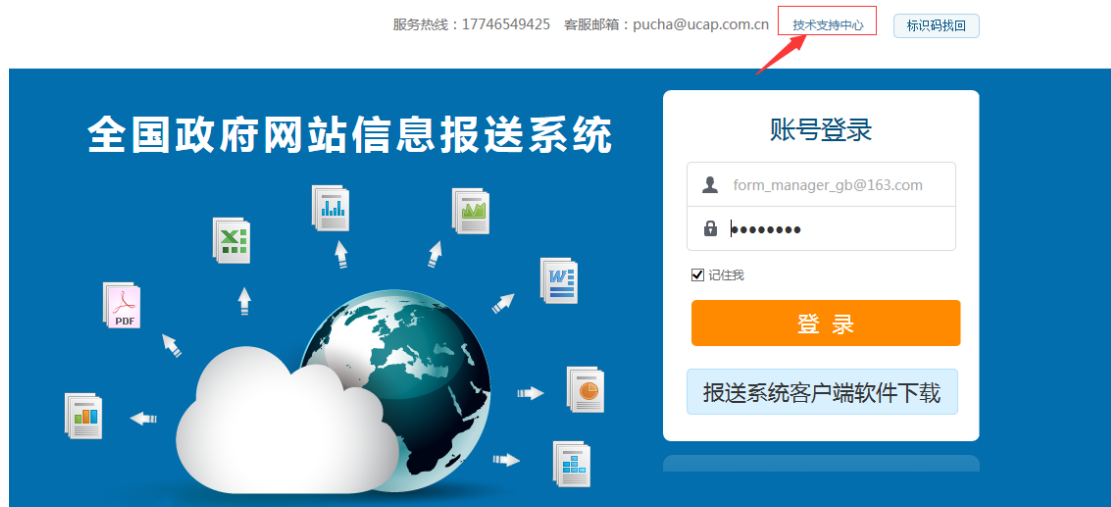 服务热线：17746549425 客服邮箱：pucha@ucap.com.cn 技术支持中心 标识码找回
全国政府网站信息报送系统
账号登录
form_manager_gb@163.com
••••••••
记住我
登 录
报送系统客户端软件下载
PDF
W